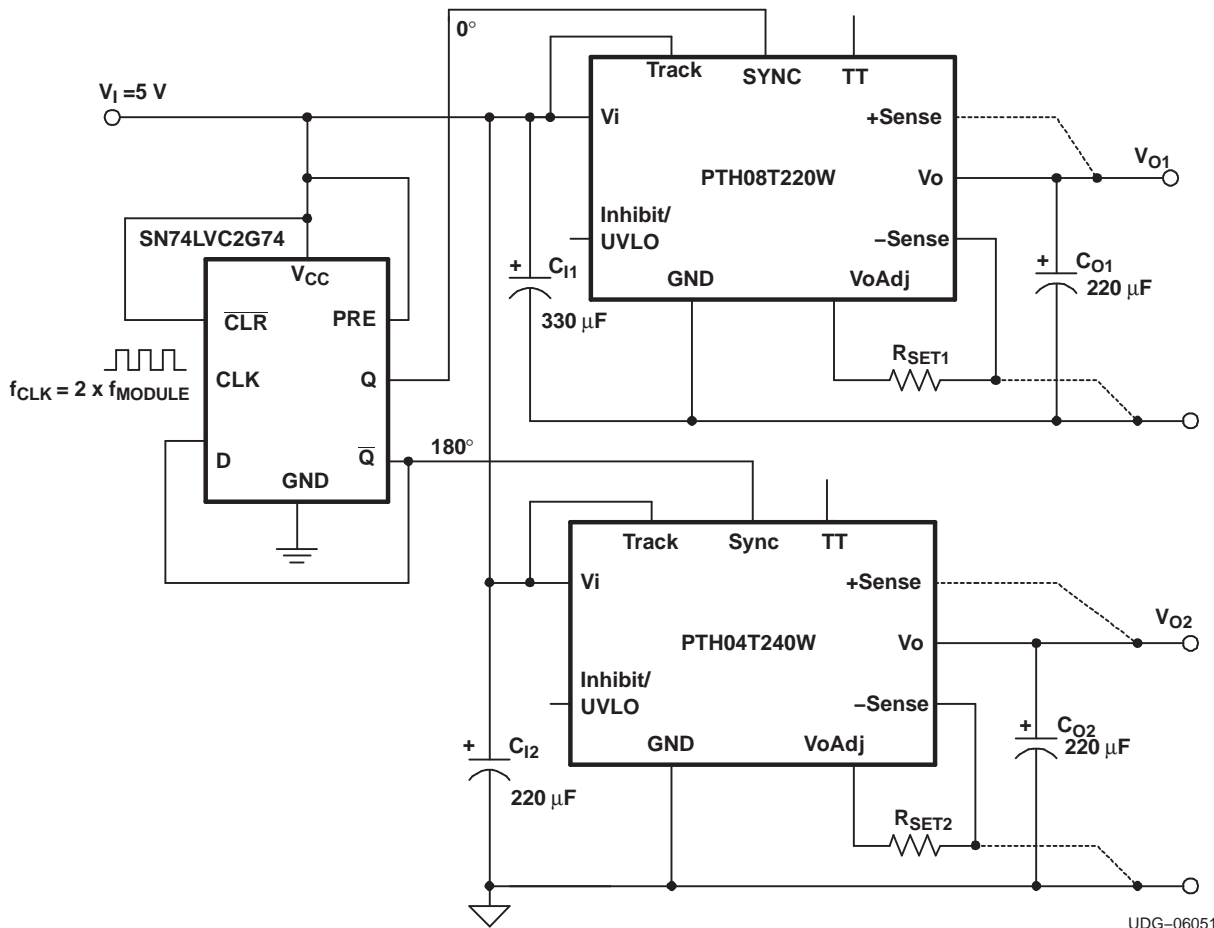 0°
V_I =5 V
Track
SYNC
TT
Vi
+Sense
PTH08T220W
Vo
V_O1
Inhibit/
UVLO
–Sense
GND
VoAdj
+
C_I1
330 μF
+
C_O1
220 μF
R_SET1
SN74LVC2G74
V_CC
C̅L̅R̅
PRE
CLK
Q
f_CLK = 2 x f_MODULE
D
Q̅
GND
180°
Track
Sync
TT
Vi
+Sense
PTH04T240W
Vo
V_O2
Inhibit/
UVLO
–Sense
GND
VoAdj
+
C_I2
220 μF
+
C_O2
220 μF
R_SET2
UDG–06051